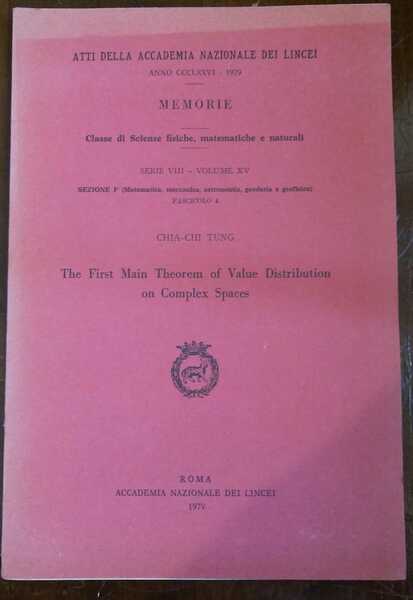 ATTI DELLA ACCADEMIA NAZIONALE DEI LINCEI
ANNO CCCLXXVI - 1979
MEMORIE
Classe di Scienze fisiche, matematiche e naturali
SERIE VIII - VOLUME XV
SEZIONE Iª (Matematica, meccanica, astronomia, geodesia e geofisica)
FASCICOLO 4.
CHIA-CHI TUNG
The First Main Theorem of Value Distribution
on Complex Spaces
ROMA
ACCADEMIA NAZIONALE DEI LINCEI
1979